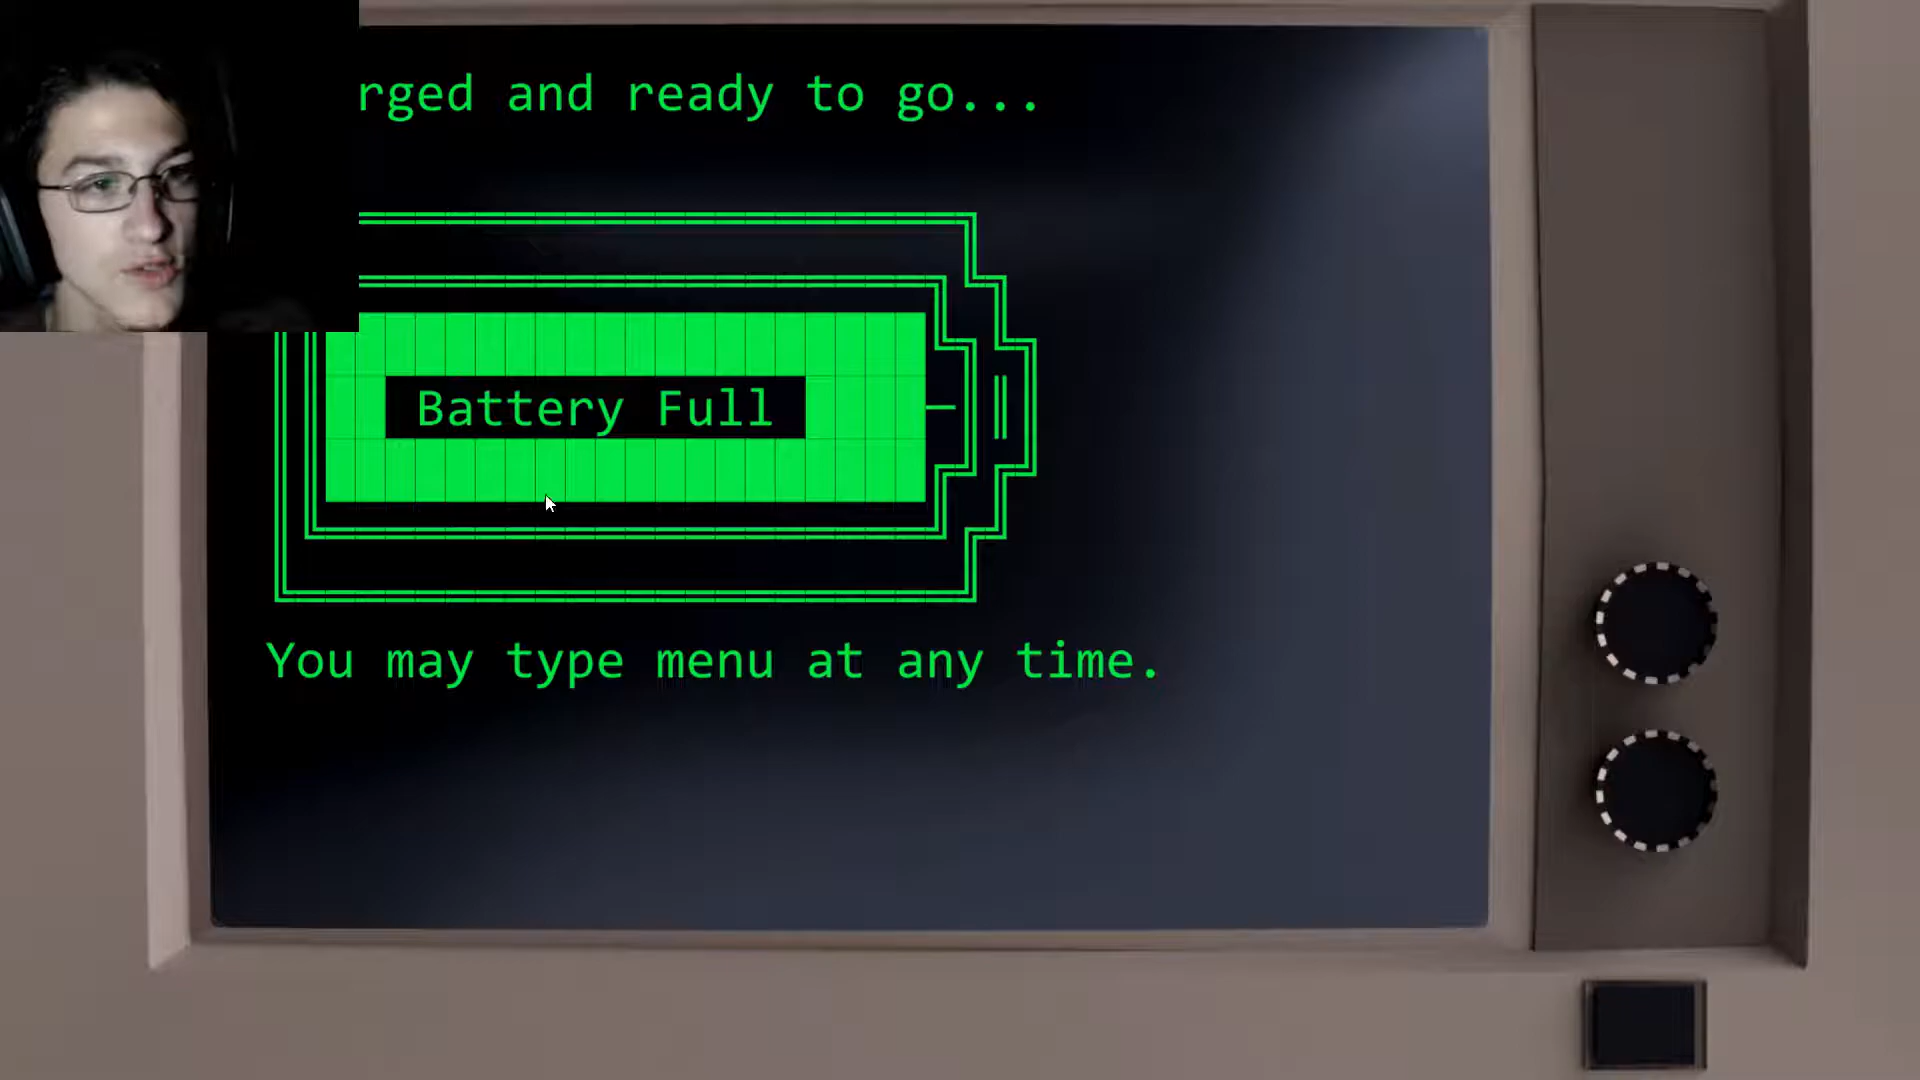 rged and ready to go...
Battery Full
You may type menu at any time.